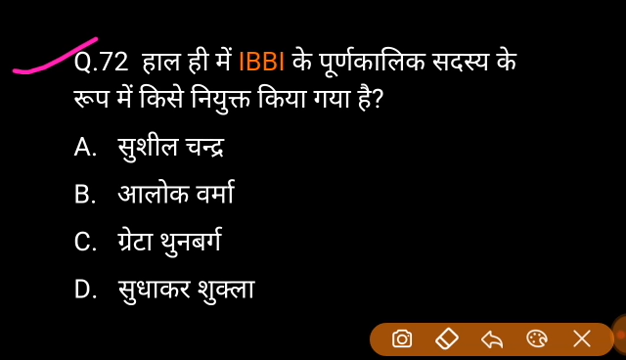 Q.72 हाल ही में IBBI के पूर्णकालिक सदस्य के
रूप में किसे नियुक्त किया गया है?
A. सुशील चन्द्र
B. आलोक वर्मा
C. ग्रेटा थुनबर्ग
D. सुधाकर शुक्ला